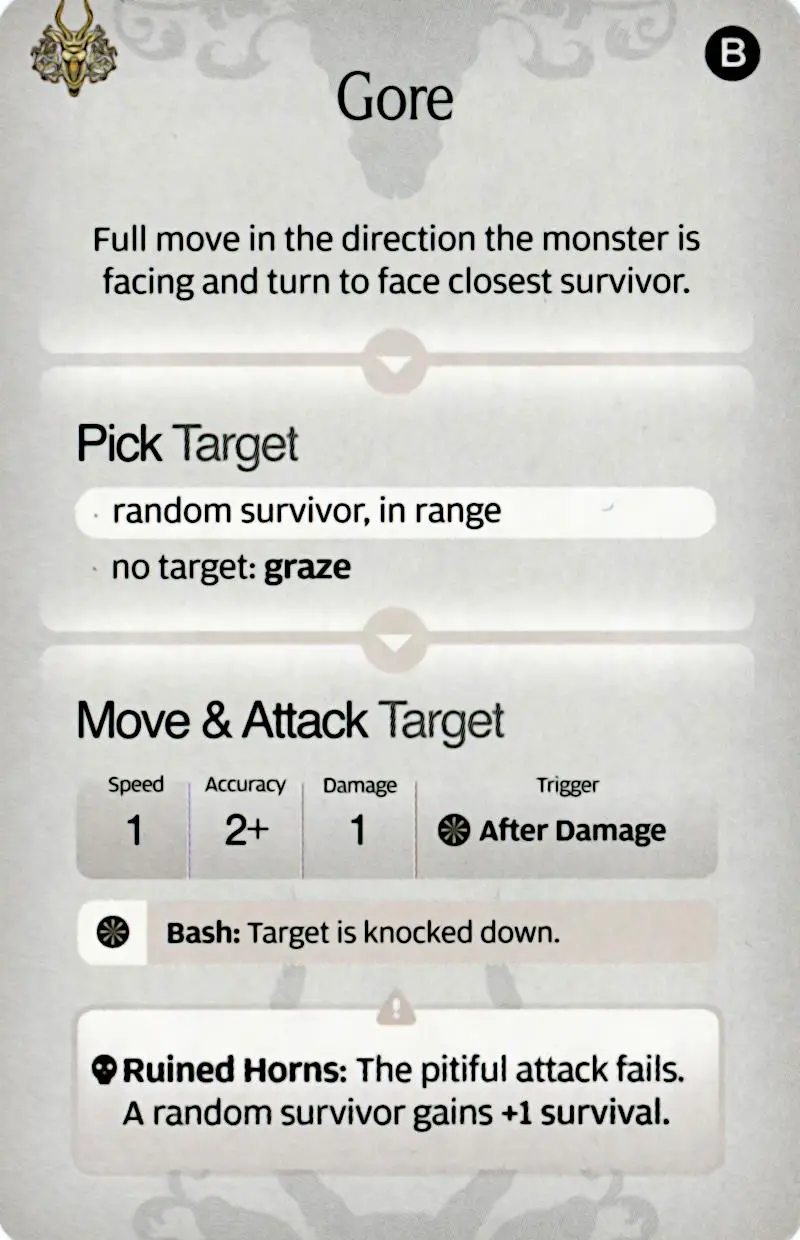 B
Gore
Full move in the direction the monster is
facing and turn to face closest survivor.
Pick Target
· random survivor, in range
· no target: graze
Move & Attack Target
Speed Accuracy Damage Trigger
1 2+ 1 After Damage
Bash: Target is knocked down.
Ruined Horns: The pitiful attack fails.
A random survivor gains +1 survival.